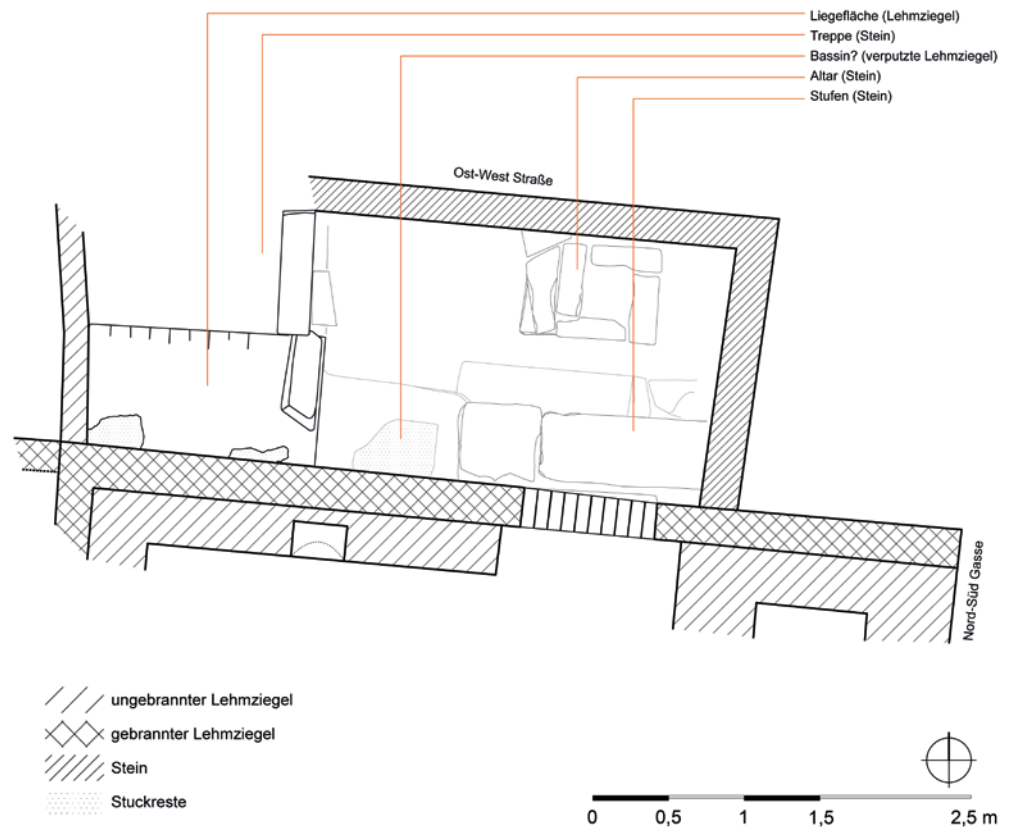 Liegefläche (Lehmziegel)
Treppe (Stein)
Bassin? (verputzte Lehmziegel)
Altar (Stein)
Stufen (Stein)
Ost-West Straße
Nord-Süd Gasse
ungebrannter Lehmziegel
gebrannter Lehmziegel
Stein
Stuckreste
0 0,5 1 1,5 2,5 m